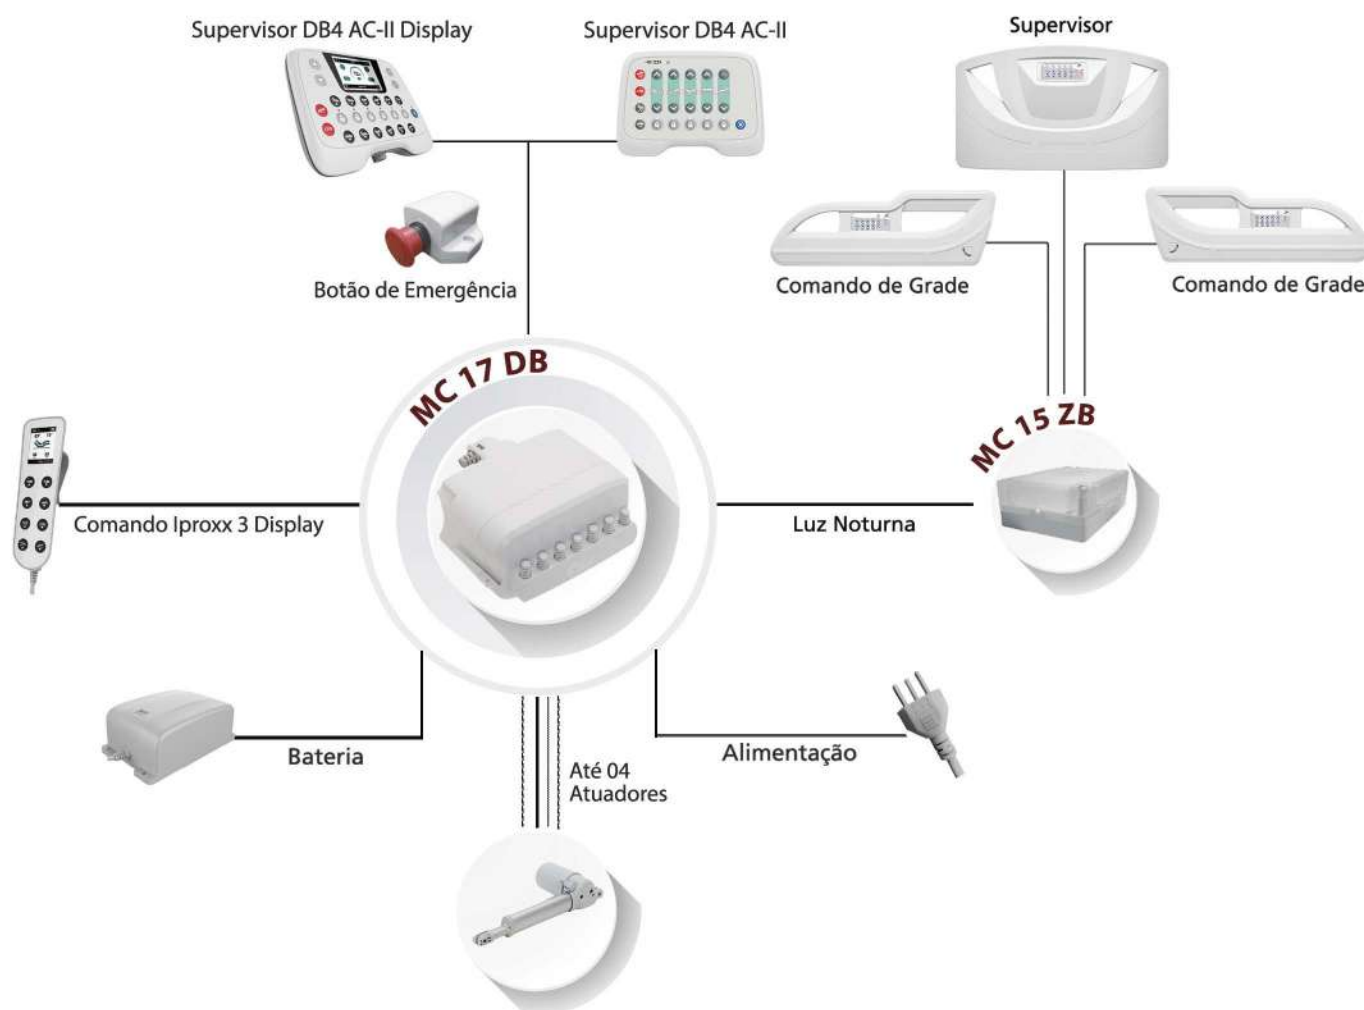 Supervisor DB4 AC-II Display
Supervisor DB4 AC-II
Supervisor
Botão de Emergência
Comando de Grade
Comando de Grade
MC 17 DB
MC 15 ZB
Comando Iproxx 3 Display
Luz Noturna
Bateria
Até 04
Atuadores
Alimentação